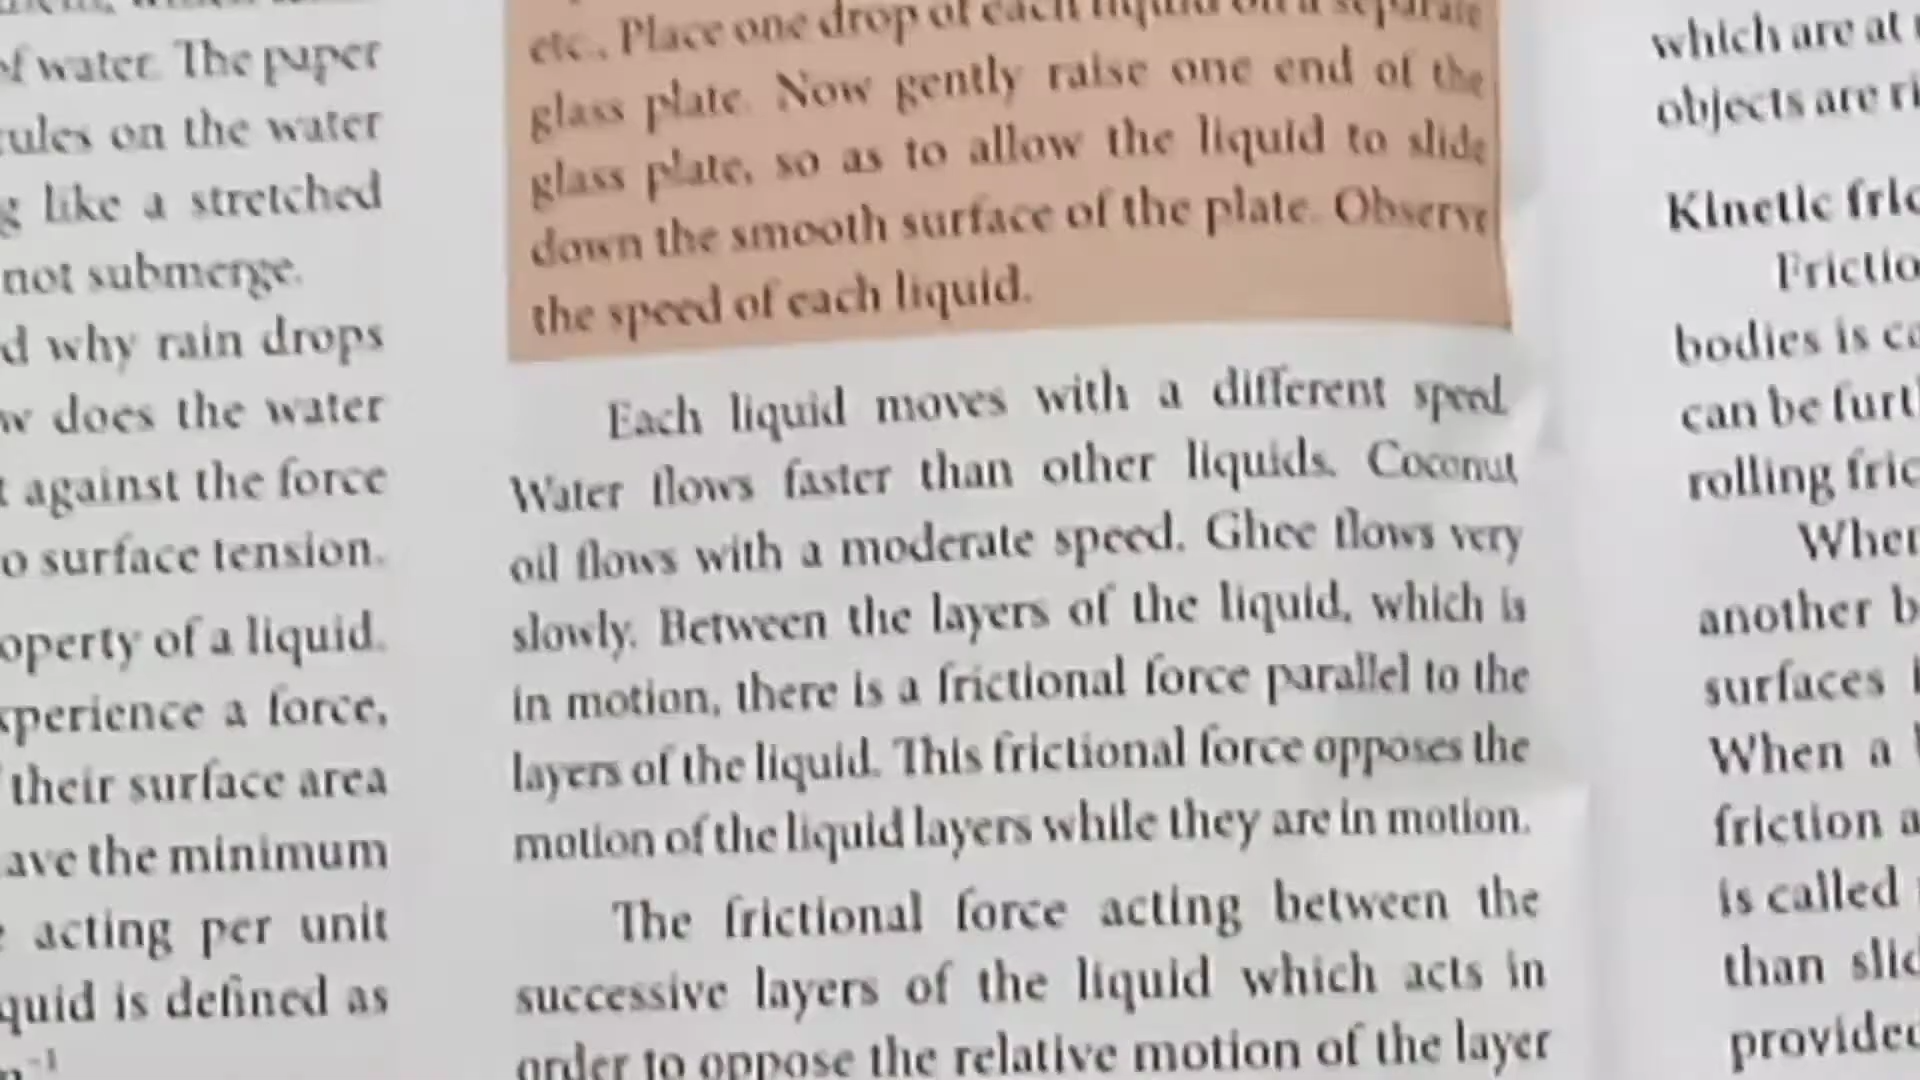 of water. The paper
rules on the water
g like a stretched
not submerge.
d why rain drops
w does the water
t against the force
o surface tension.
operty of a liquid.
xperience a force,
their surface area
ave the minimum
acting per unit
quid is defined as
etc., Place one drop of each liquid on a separate
glass plate. Now gently raise one end of the
glass plate, so as to allow the liquid to slide
down the smooth surface of the plate. Observe
the speed of each liquid.
Each liquid moves with a different speed.
Water flows faster than other liquids. Coconut
oil flows with a moderate speed. Ghee flows very
slowly. Between the layers of the liquid, which is
in motion, there is a frictional force parallel to the
layers of the liquid. This frictional force opposes the
motion of the liquid layers while they are in motion.
The frictional force acting between the
successive layers of the liquid which acts in
order to oppose the relative motion of the layer
which are at
objects are ri
Kinetic fric
Frictio
bodies is ca
can be furt
rolling fric
When
another b
surfaces
When a
friction a
is called
than slid
provided